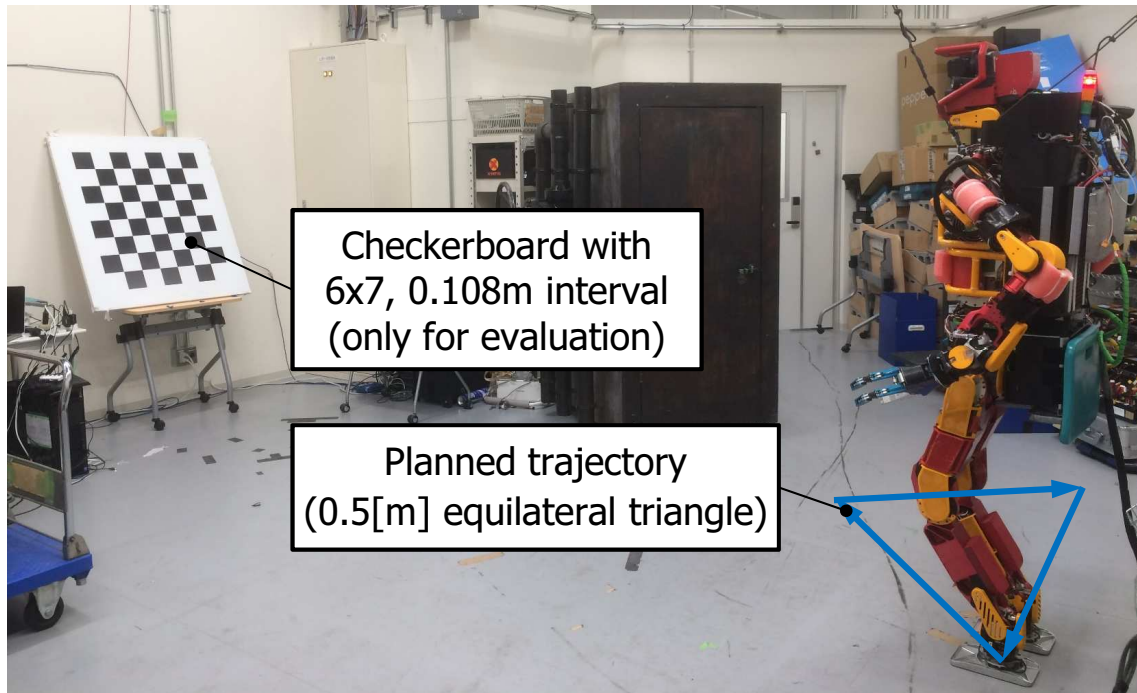 Checkerboard with
6x7, 0.108m interval
(only for evaluation)
Planned trajectory
(0.5[m] equilateral triangle)